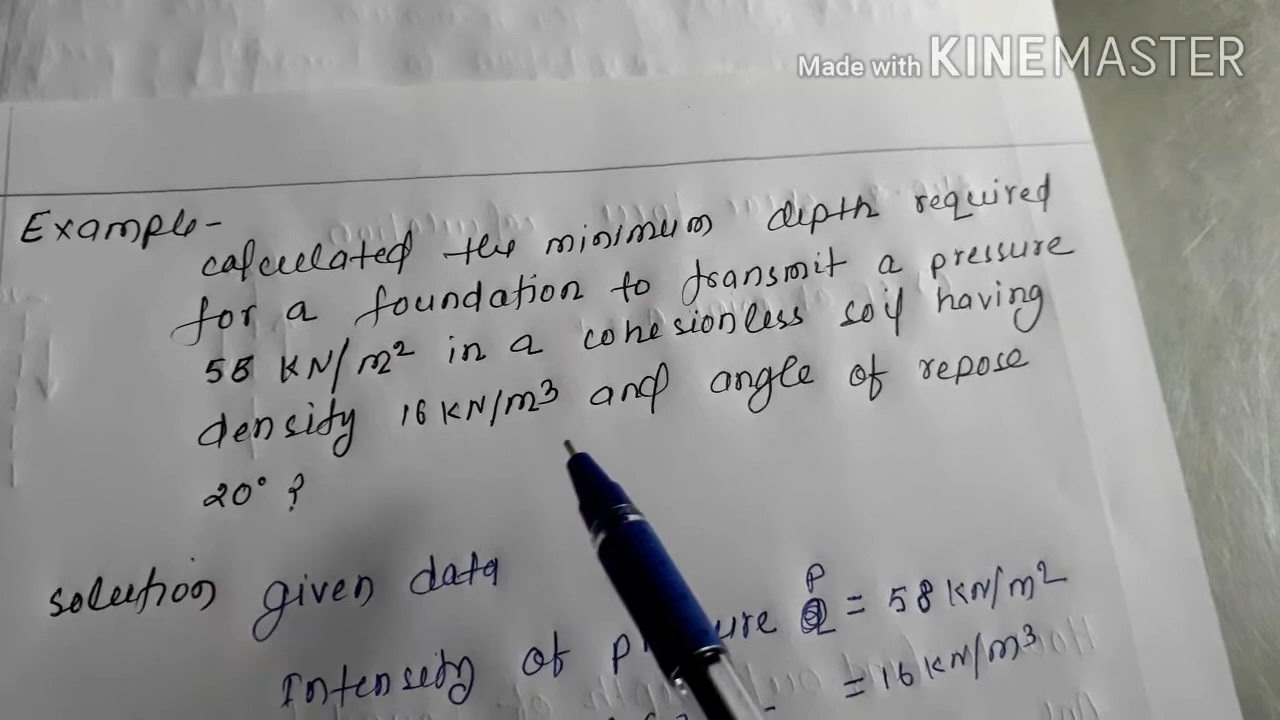 Made with KINEMASTER
Example-
calculated the minimum depth required
for a foundation to transmit a pressure
58 KN/m² in a cohesionless soil having
density 16 KN/m³ and angle of repose
20° ?
solution given data
Intensity of P ure P = 58 KN/m²
= 16 KN/m³